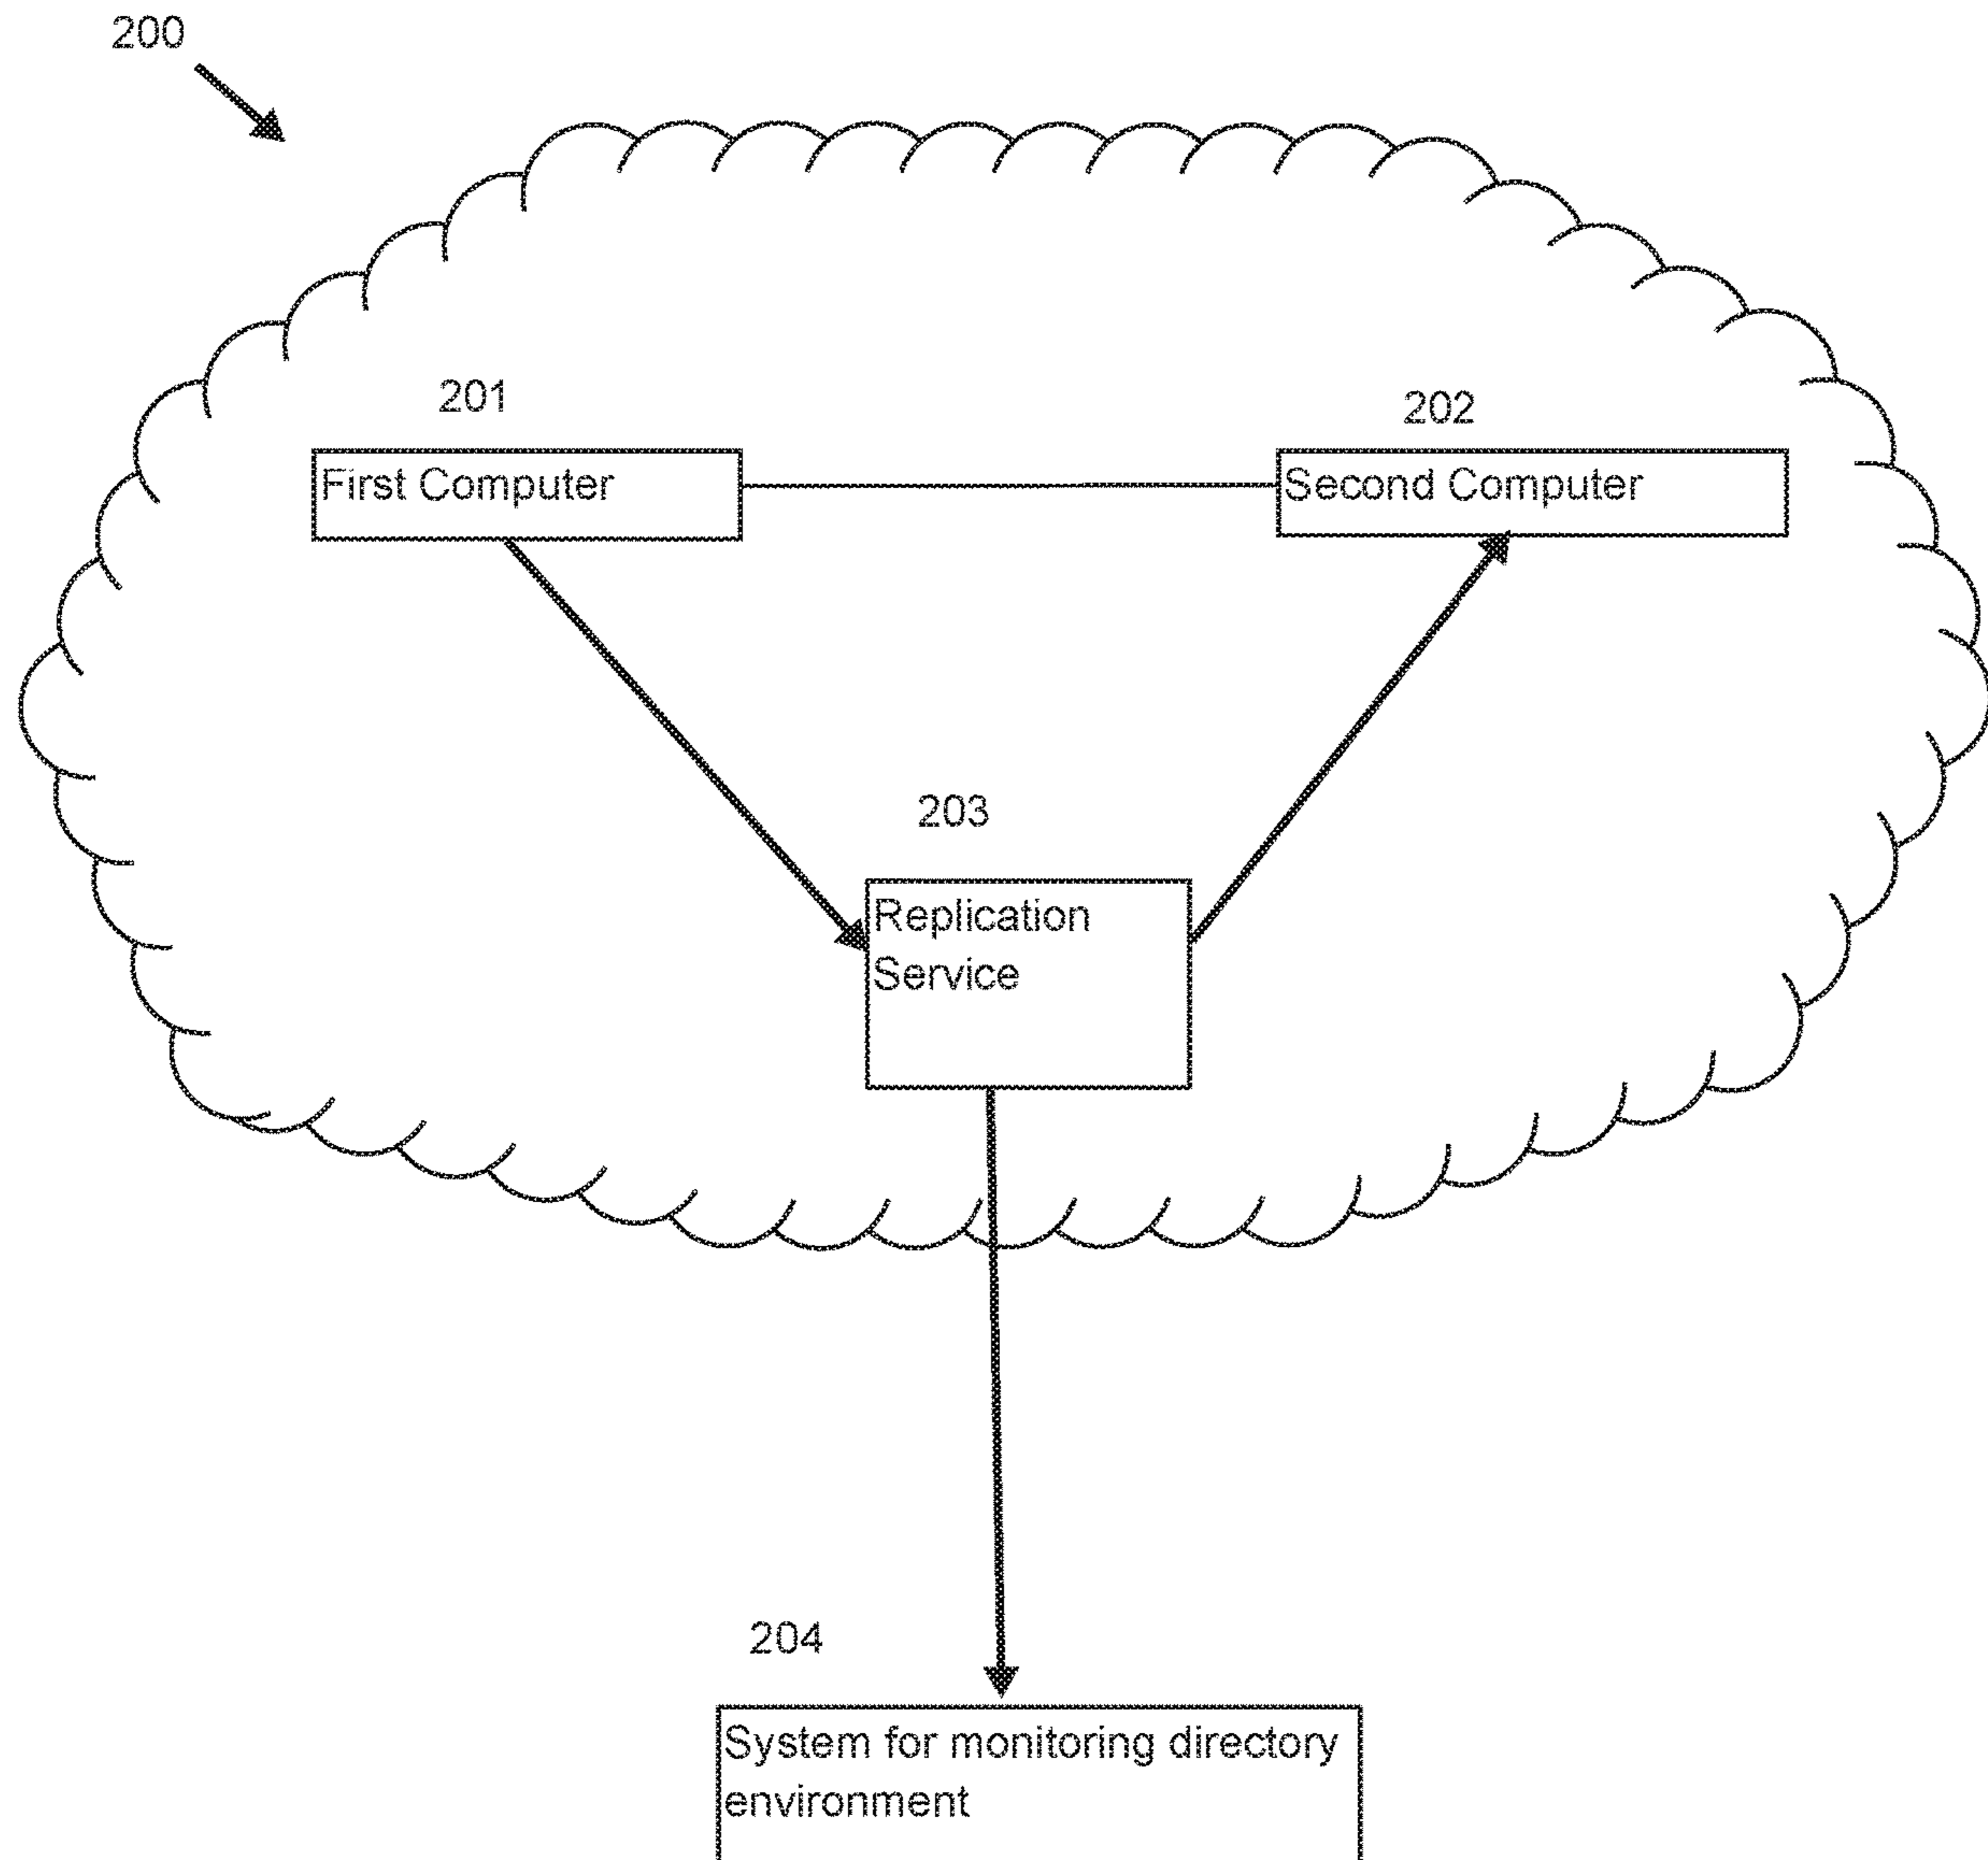 200
201
202
First Computer
Second Computer
203
Replication
Service
204
System for monitoring directory
environment